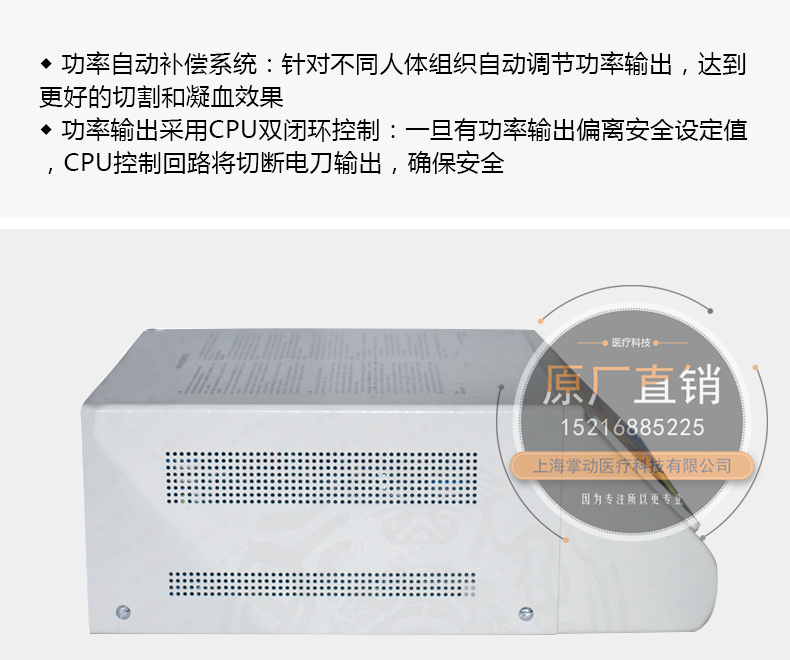 ◆ 功率自动补偿系统：针对不同人体组织自动调节功率输出，达到
更好的切割和凝血效果
◆ 功率输出采用CPU双闭环控制：一旦有功率输出偏离安全设定值
，CPU控制回路将切断电刀输出，确保安全
医疗科技
原厂直销
15216885225
上海掌动医疗科技有限公司
因为专注所以更专业